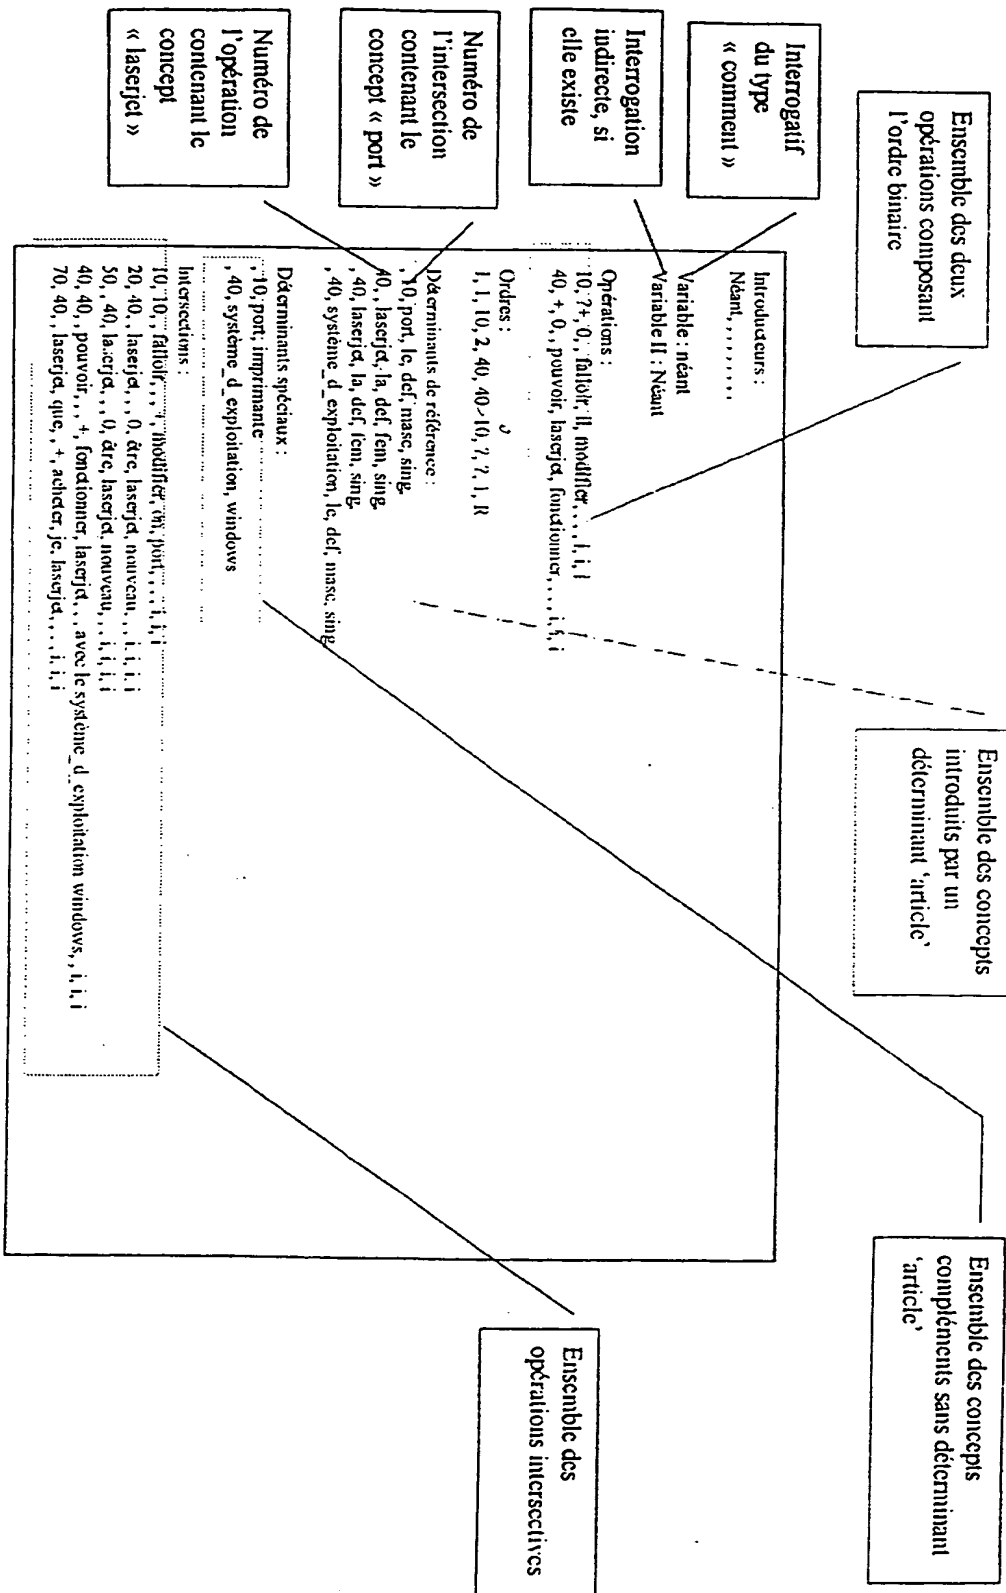 Ensemble des deux
opérations composant
l'ordre binaire
Interrogatif
du type
« comment »
Interrogation
indirecte, si
elle existe
Numéro de
l'intersection
contenant le
concept « port »
Numéro de
l'opération
contenant le
concept
« laserjet »
Ensemble des concepts
introduits par un
déterminant 'article'
Ensemble des concepts
compléments sans déterminant
'article'
Ensemble des
opérations intersectives
Introducteurs :
Néant, , , , , , , ,
Variable : néant
Variable II : Néant
Opérations :
10, ?+, 0, , falloir, il, modifier, , , , i, i, i
40, +, 0, , pouvoir, laserjet, fonctionner, , , , i, i, i
Ordres :
1, 1, 10, 2, 40, 40-10, ?, ?, 1, R
Déterminants de référence :
, 10, port, le, def, masc, sing
40, , laserjet, la, def, fem, sing
, 40, laserjet, la, def, fem, sing
, 40, système_d_exploitation, le, def, masc, sing
Déterminants spéciaux :
, 10, port, imprimante
, 40, système_d_exploitation, windows
Intersections :
10, 10, , falloir, , , +, modifier, on, port, , , , i, i, i
20, 40, , laserjet, , , 0, être, laserjet, nouveau, , , i, i, i
50, , 40, laserjet, , , 0, être, laserjet, nouveau, , , i, i, i
40, 40, , pouvoir, , , +, fonctionner, laserjet, , , avec le système_d_exploitation windows, , i, i, i
70, 40, , laserjet, que, , +, acheter, je, laserjet, , , , i, i, i